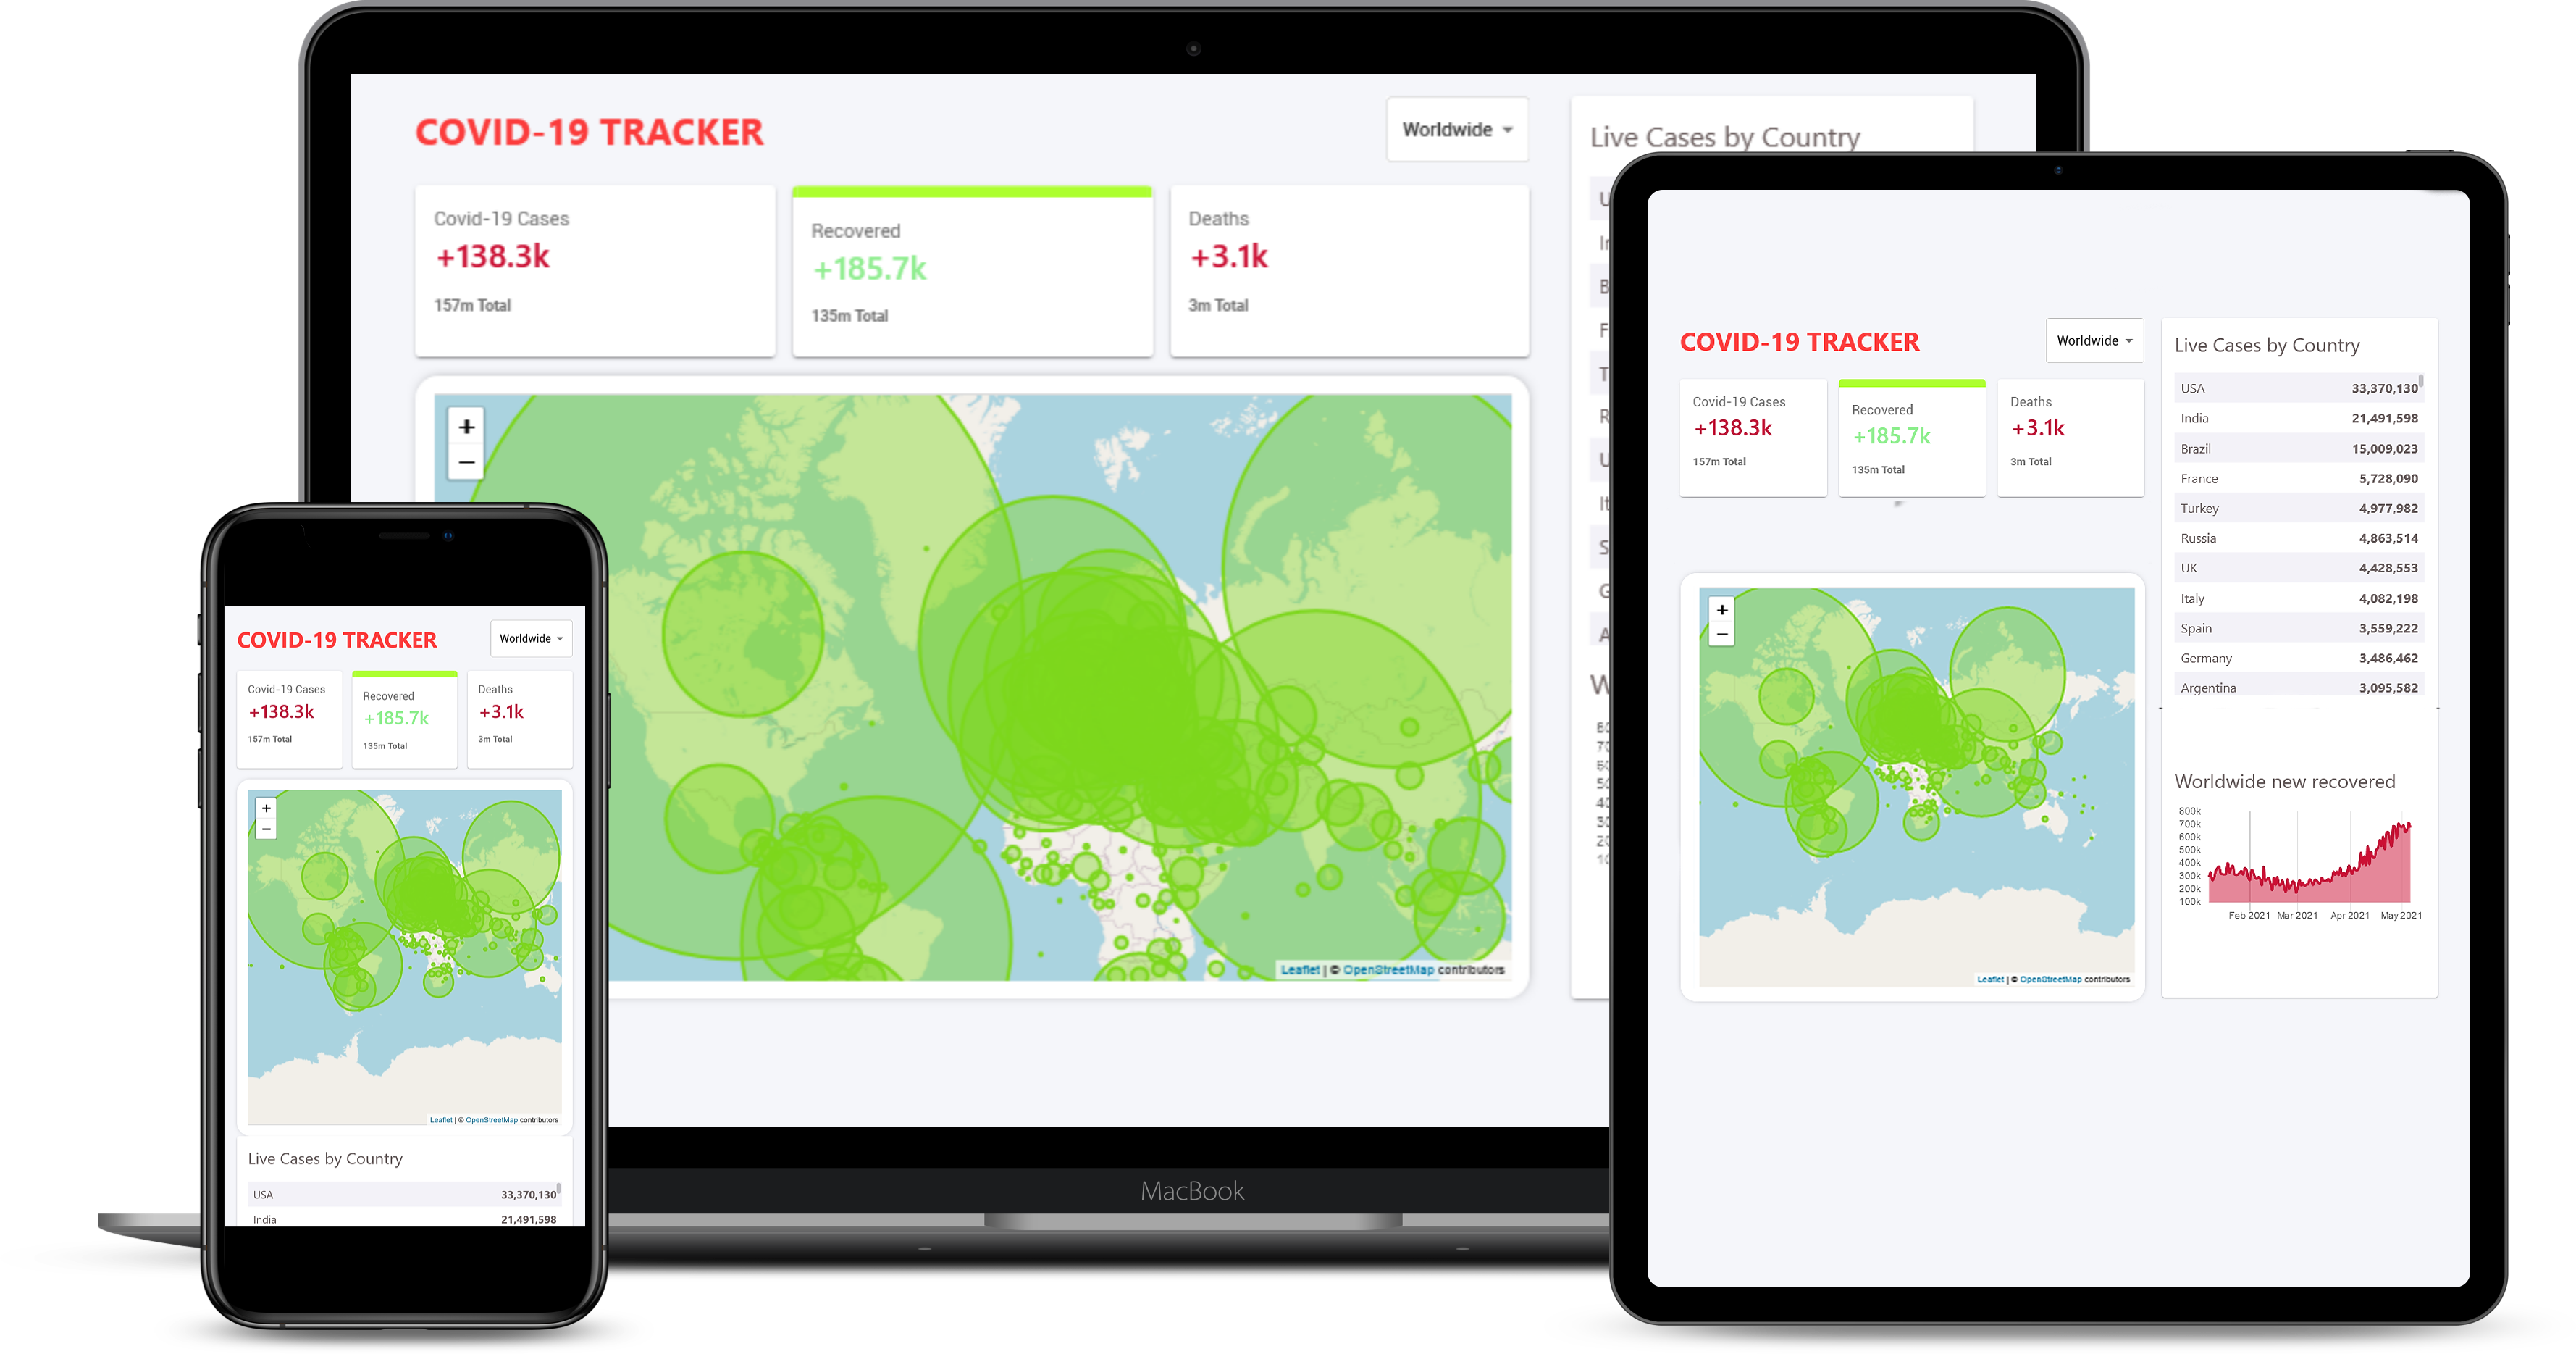 COVID-19 TRACKER
Worldwide
Live Cases by Country
Covid-19 Cases
+138.3k
157m Total
Recovered
+185.7k
135m Total
Deaths
+3.1k
3m Total
+
−
Leaflet | © OpenStreetMap contributors
MacBook
COVID-19 TRACKER
Worldwide
Covid-19 Cases
+138.3k
157m Total
Recovered
+185.7k
135m Total
Deaths
+3.1k
3m Total
+
−
Leaflet | © OpenStreetMap contributors
Live Cases by Country
USA 33,370,130
India 21,491,598
COVID-19 TRACKER
Worldwide
Covid-19 Cases
+138.3k
157m Total
Recovered
+185.7k
135m Total
Deaths
+3.1k
3m Total
+
−
Leaflet | © OpenStreetMap contributors
Live Cases by Country
USA 33,370,130
India 21,491,598
Brazil 15,009,023
France 5,728,090
Turkey 4,977,982
Russia 4,863,514
UK 4,428,553
Italy 4,082,198
Spain 3,559,222
Germany 3,486,462
Argentina 3,095,582
Worldwide new recovered
800k
700k
600k
500k
400k
300k
200k
100k
Feb 2021 Mar 2021 Apr 2021 May 2021